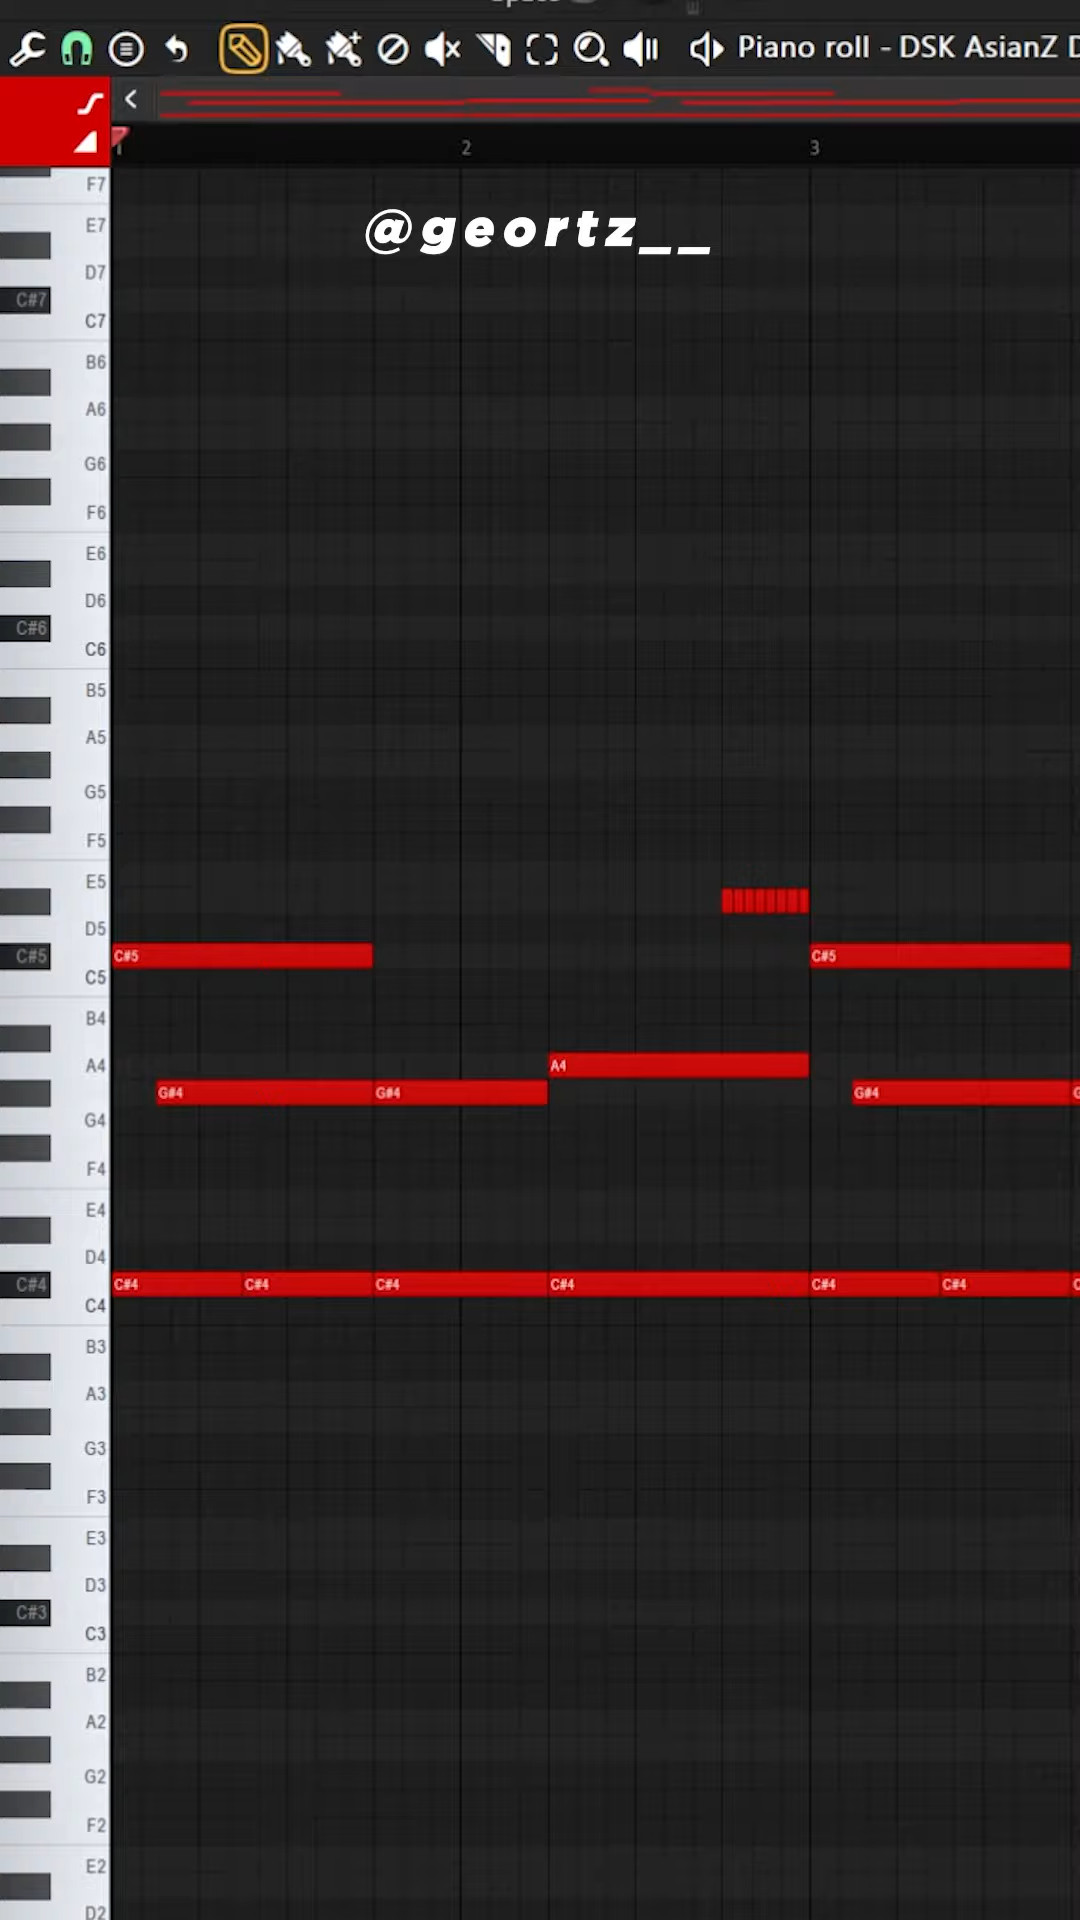 Piano roll - DSK AsianZ D
1
2
3
F7
@geortz__
E7
D7
C#7
C7
B6
A6
G6
F6
E6
D6
C#6
C6
B5
A5
G5
F5
E5
D5
C#5 C#5 C#5
C5
B4
A4 A4
G#4 G#4 G#4
G4
F4
E4
D4
C#4 C#4 C#4 C#4 C#4 C#4 C#4
C4
B3
A3
G3
F3
E3
D3
C#3
C3
B2
A2
G2
F2
E2
D2